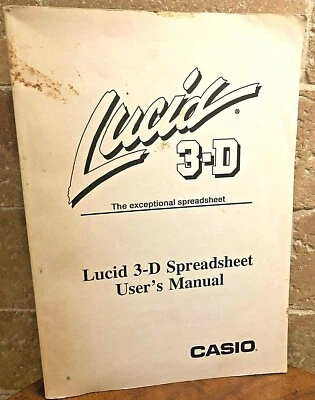 Lucid®
3-D
The exceptional spreadsheet
Lucid 3-D Spreadsheet
User's Manual
CASIO®